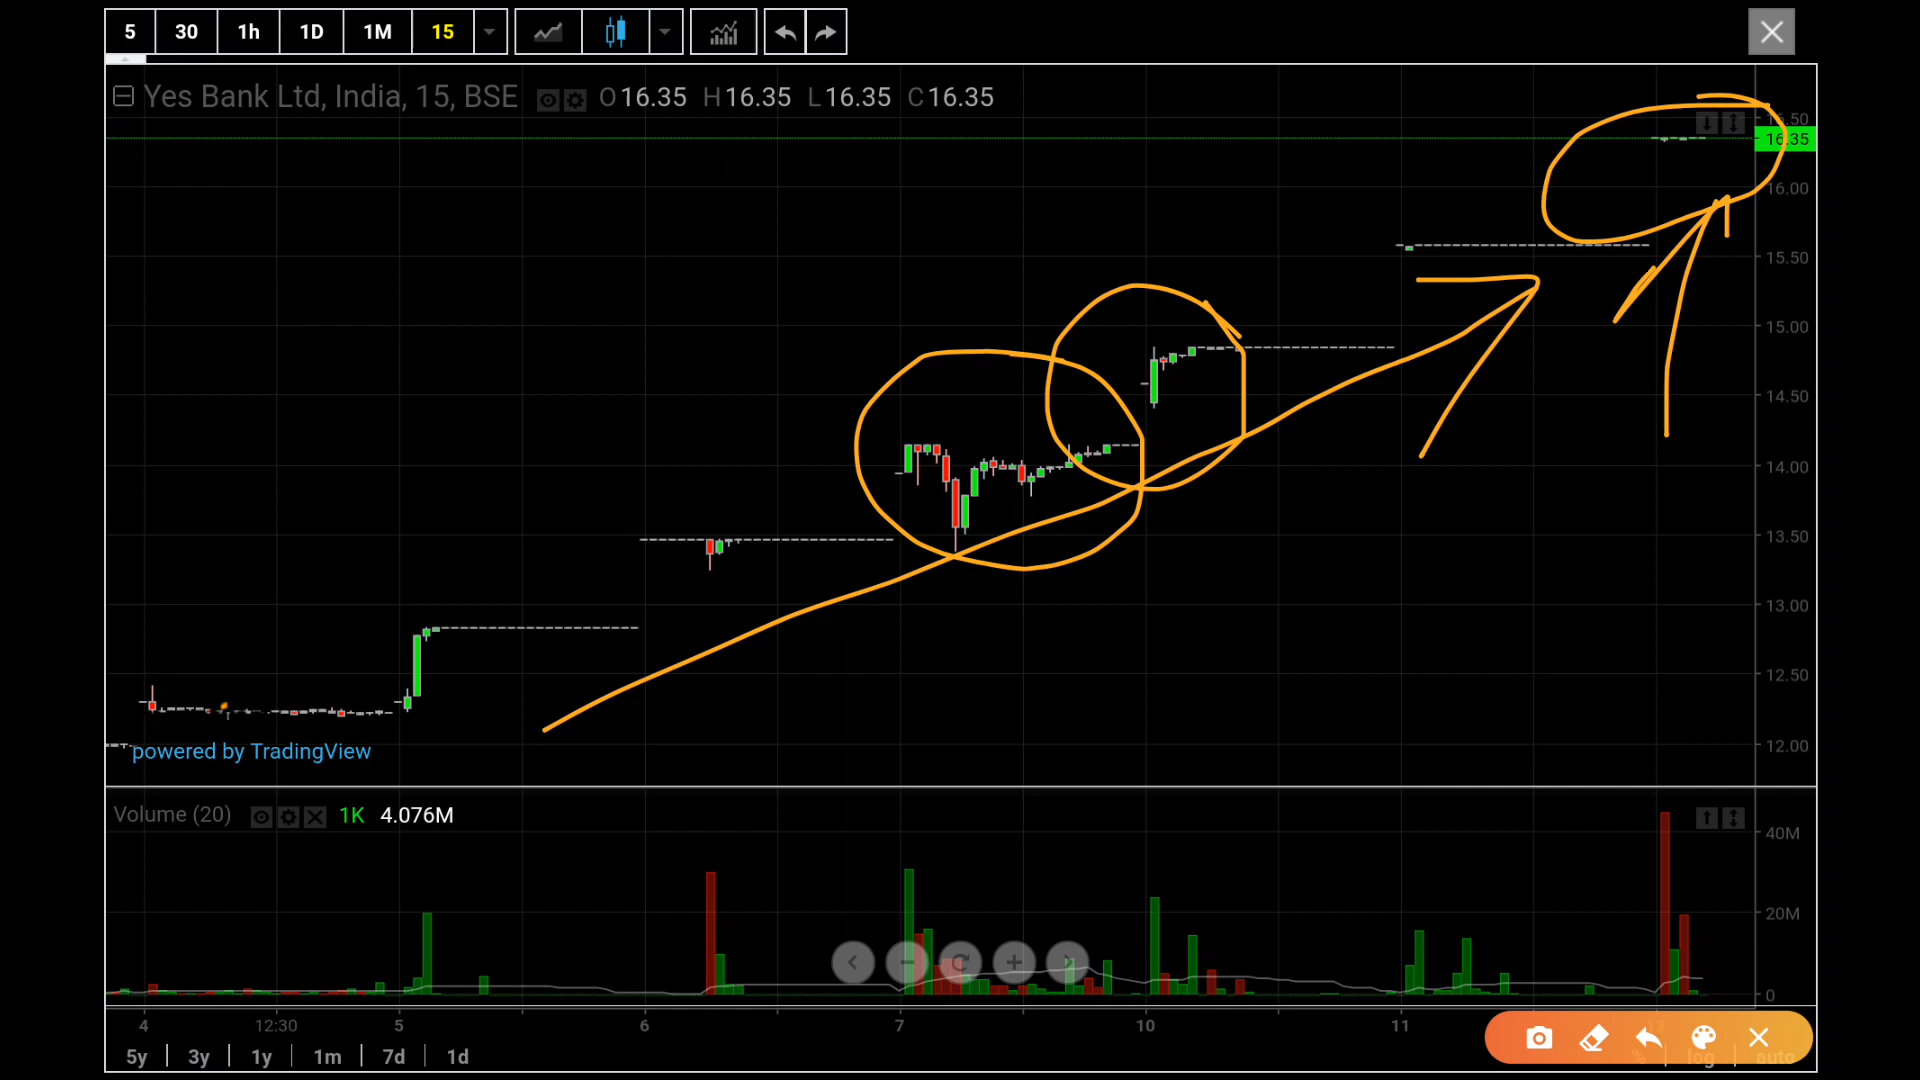 5 30 1h 1D 1M 15
Yes Bank Ltd, India, 15, BSE O16.35 H16.35 L16.35 C16.35
16.50
16.35
16.00
15.50
15.00
14.50
14.00
13.50
13.00
12.50
12.00
powered by TradingView
Volume (20) 1K 4.076M
40M
20M
0
4 12:30 5 6 7 10 11
5y 3y 1y 1m 7d 1d % log auto